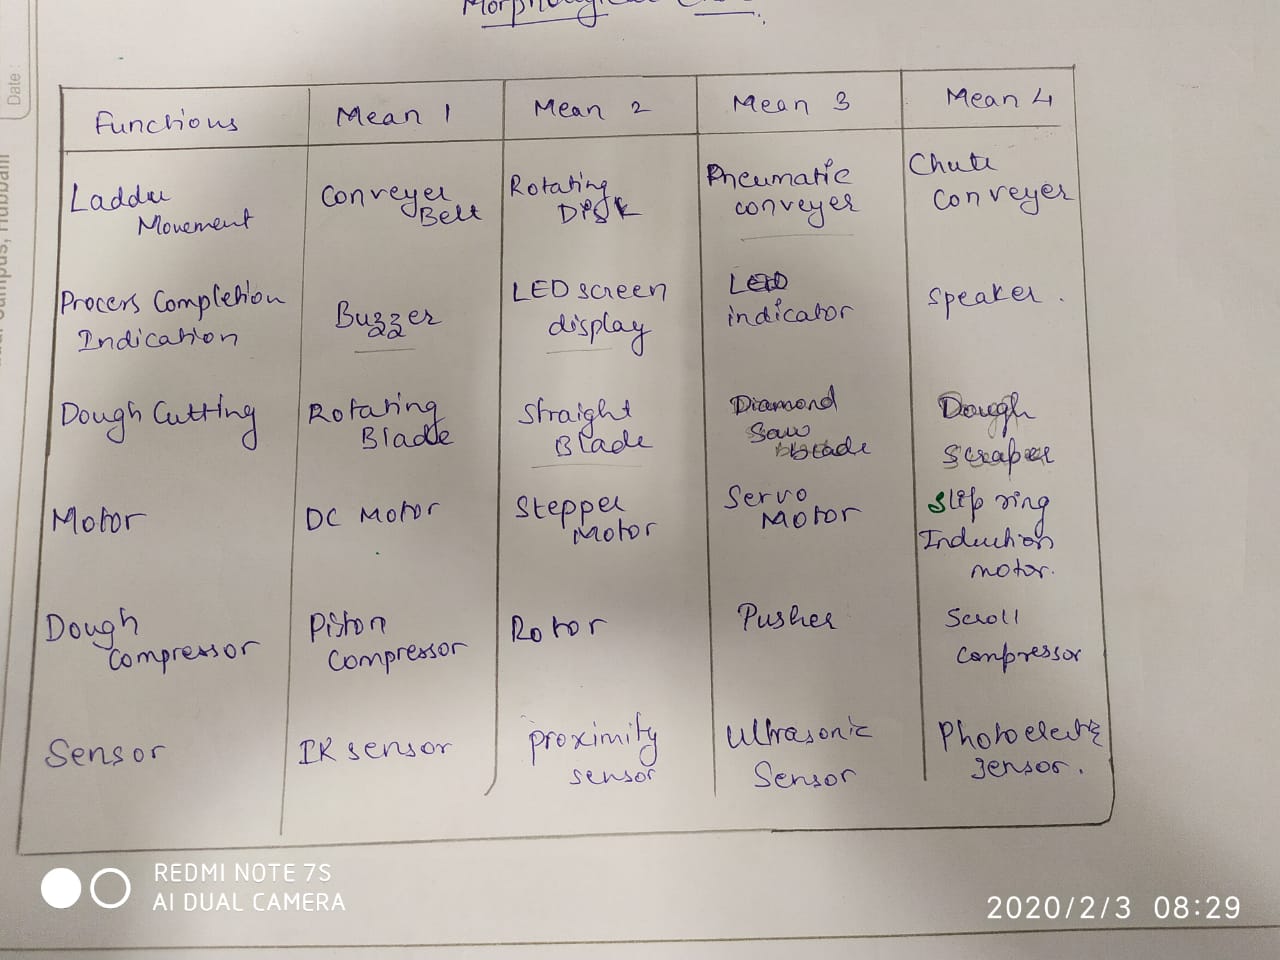 Morphological Chart.
Date:
Campus, Hubballi
Functions Mean 1 Mean 2 Mean 3 Mean 4
Laddu
Movement
Conveyer
Belt
Rotating
Disk
Pneumatic
conveyer
Chute
Conveyer
Process Completion
Indication
Buzzer
LED screen
display
LED
indicator
Speaker.
Dough Cutting
Rotating
Blade
Straight
Blade
Diamond
Saw
blade
Dough
Scraper
Motor
DC Motor
Stepper
Motor
Servo
Motor
Slip ring
Induction
motor.
Dough
Compressor
Piston
Compressor
Rotor
Pusher
Scroll
compressor
Sensor
IR sensor
proximity
sensor
Ultrasonic
Sensor
Photoelectric
sensor.
REDMI NOTE 7S
AI DUAL CAMERA
2020/2/3 08:29